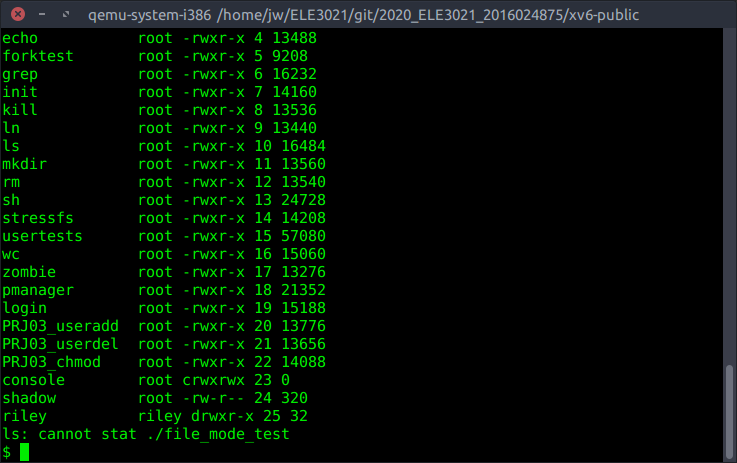 qemu-system-i386 /home/jw/ELE3021/git/2020_ELE3021_2016024875/xv6-public
echo           root -rwxr-x 4 13488
forktest       root -rwxr-x 5 9208
grep           root -rwxr-x 6 16232
init           root -rwxr-x 7 14160
kill           root -rwxr-x 8 13536
ln             root -rwxr-x 9 13440
ls             root -rwxr-x 10 16484
mkdir          root -rwxr-x 11 13560
rm             root -rwxr-x 12 13540
sh             root -rwxr-x 13 24728
stressfs       root -rwxr-x 14 14208
usertests      root -rwxr-x 15 57080
wc             root -rwxr-x 16 15060
zombie         root -rwxr-x 17 13276
pmanager       root -rwxr-x 18 21352
login          root -rwxr-x 19 15188
PRJ03_useradd  root -rwxr-x 20 13776
PRJ03_userdel  root -rwxr-x 21 13656
PRJ03_chmod    root -rwxr-x 22 14088
console        root crwxrwx 23 0
shadow         root -rw-r-- 24 320
riley          riley drwxr-x 25 32
ls: cannot stat ./file_mode_test
$